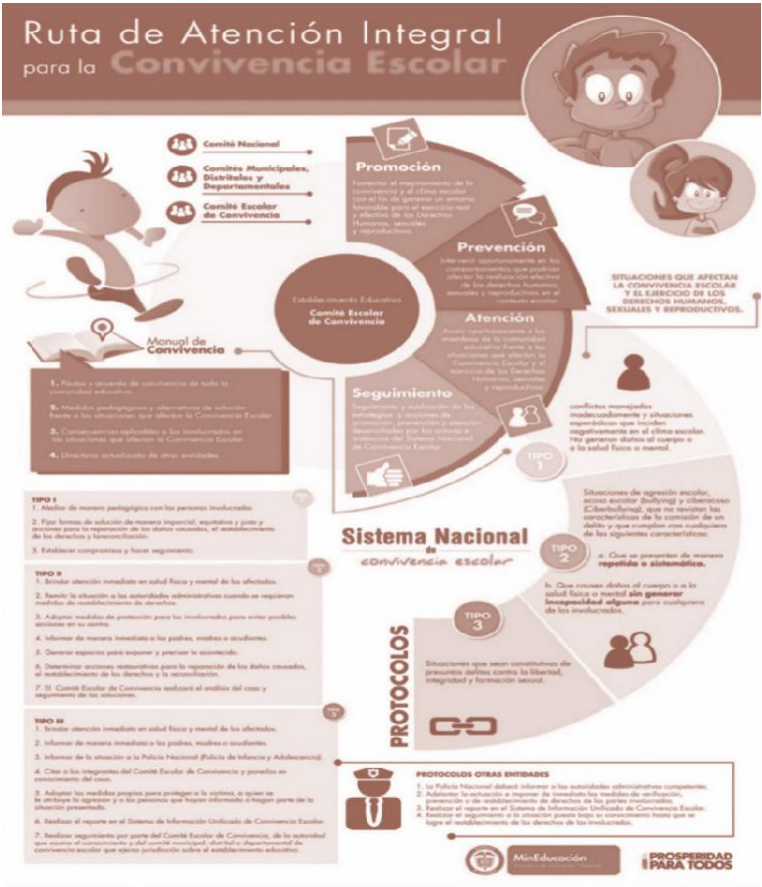 Ruta de Atención Integral
para la Convivencia Escolar
Comité Nacional
Comités Municipales,
Distritales y
Departamentales
Comité Escolar
de Convivencia
Promoción
Fomentar el mejoramiento de la
convivencia y el clima escolar
con el fin de generar un entorno
favorable para el ejercicio real
y efectivo de los Derechos
Humanos, sexuales
y reproductivos.
Prevención
Intervenir oportunamente en los
comportamientos que podrían
afectar la realización efectiva
de los derechos humanos,
sexuales y reproductivos en el
contexto escolar.
Atención
Asistir oportunamente a los
miembros de la comunidad
educativa frente a las
situaciones que afectan la
Convivencia Escolar y el
ejercicio de los Derechos
Humanos, sexuales
y reproductivos.
Seguimiento
Seguimiento y evaluación de las
estrategias y acciones de
promoción, prevención y atención
desarrolladas por los actores e
instancias del Sistema Nacional
de Convivencia Escolar
Establecimiento Educativo
Comité Escolar
de Convivencia
Manual de
Convivencia
1. Pautas y acuerdo de convivencia de toda la
comunidad educativa.
2. Medidas pedagógicas y alternativas de solución
frente a las situaciones que afectan la Convivencia Escolar.
3. Consecuencias aplicables a los involucrados en
las situaciones que afectan la Convivencia Escolar.
4. Directorio actualizado de otras entidades.
SITUACIONES QUE AFECTAN
LA CONVIVENCIA ESCOLAR
Y EL EJERCICIO DE LOS
DERECHOS HUMANOS,
SEXUALES Y REPRODUCTIVOS.
TIPO
1
conflictos manejados
inadecuadamente y situaciones
esporádicas que inciden
negativamente en el clima escolar.
No generan daños al cuerpo o
a la salud física o mental.
TIPO
2
Situaciones de agresión escolar,
acoso escolar (bullying) y ciberacoso
(Ciberbullying), que no revistan las
características de la comisión de un
delito y que cumplan con cualquiera
de las siguientes características:
a. Que se presenten de manera
repetida o sistemática.
b. Que causen daños al cuerpo o a la
salud física o mental sin generar
incapacidad alguna para cualquiera
de los involucrados.
TIPO
3
Situaciones que sean constitutivas de
presuntos delitos contra la libertad,
integridad y formación sexual.
Sistema Nacional
de
convivencia escolar
PROTOCOLOS
TIPO I
1. Mediar de manera pedagógica con las personas involucradas
2. Fijar formas de solución de manera imparcial, equitativa y justa y
acciones para la reparación de los daños causados, el restablecimiento
de los derechos y la reconciliación.
3. Establecer compromisos y hacer seguimiento.
TIPO II
2
1. Brindar atención inmediata en salud física y mental de los afectados.
2. Remitir la situación a las autoridades administrativas cuando se requieran
medidas de restablecimiento de derechos.
3. Adoptar medidas de protección para los involucrados para evitar posibles
acciones en su contra.
4. Informar de manera inmediata a los padres, madres o acudientes.
5. Generar espacios para exponer y precisar lo acontecido.
6. Determinar acciones restaurativas para la reparación de los daños causados,
el restablecimiento de los derechos y la reconciliación.
7. El Comité Escolar de Convivencia realizará el análisis del caso y
seguimiento de las soluciones.
TIPO III
3
1. Brindar atención inmediata en salud física y mental de los afectados.
2. Informar de manera inmediata a los padres, madres o acudientes.
3. Informar de la situación a la Policía Nacional (Policía de Infancia y Adolescencia).
4. Citar a los integrantes del Comité Escolar de Convivencia y ponerlos en
conocimiento del caso.
5. Adoptar las medidas propias para proteger a la víctima, a quien se
le atribuye la agresión y a las personas que hayan informado o hagan parte de la
situación presentada.
6. Realizar el reporte en el Sistema de Información Unificado de Convivencia Escolar.
7. Realizar seguimiento por parte del Comité Escolar de Convivencia, de la autoridad
que asuma el conocimiento y del comité municipal, distrital o departamental de
convivencia escolar que ejerza jurisdicción sobre el establecimiento educativo.
PROTOCOLOS OTRAS ENTIDADES
1. La Policía Nacional deberá informar a las autoridades administrativas competentes.
2. Adelantar la actuación e imponer de inmediato las medidas de verificación,
prevención o de restablecimiento de derechos de las partes involucradas.
3. Realizar el reporte en el Sistema de Información Unificado de Convivencia Escolar.
4. Realizar el seguimiento a la situación puesta bajo su conocimiento hasta que se
logre el restablecimiento de los derechos de los involucrados.
MinEducación
PROSPERIDAD
PARA TODOS